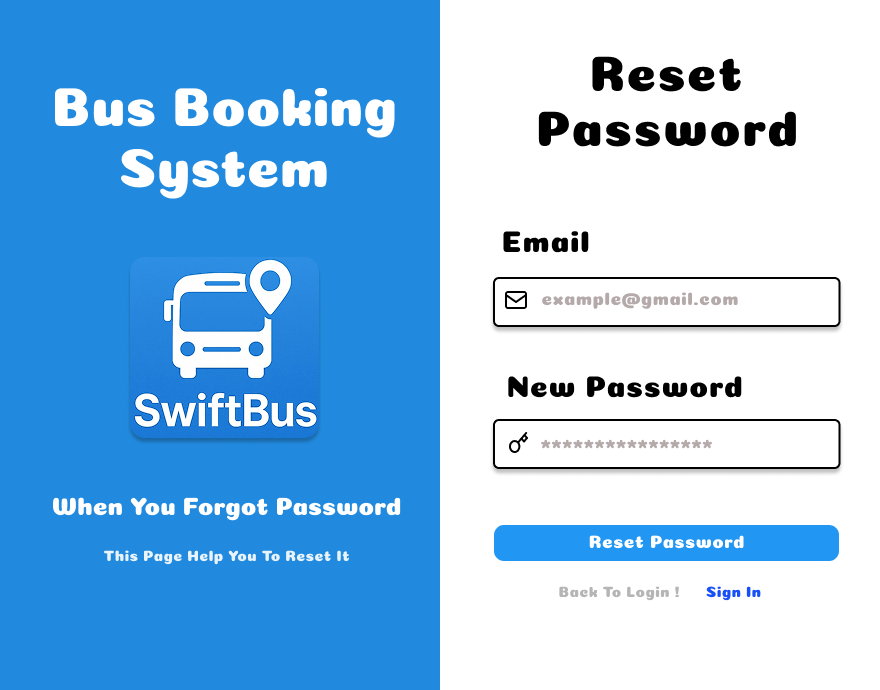 Bus Booking
System
SwiftBus
When You Forgot Password
This Page Help You To Reset It
Reset
Password
Email
example@gmail.com
New Password
****************
Reset Password
Back To Login ! Sign In